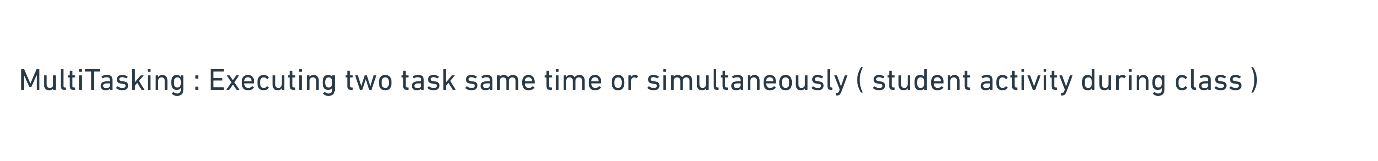 MultiTasking : Executing two task same time or simultaneously ( student activity during class )